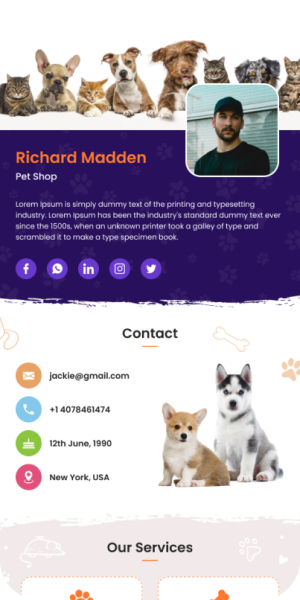 Richard Madden
Pet Shop
Lorem Ipsum is simply dummy text of the printing and typesetting
industry. Lorem Ipsum has been the industry's standard dummy text ever
since the 1500s, when an unknown printer took a galley of type and
scrambled it to make a type specimen book.
Contact
jackie@gmail.com
+1 4078461474
12th June, 1990
New York, USA
Our Services